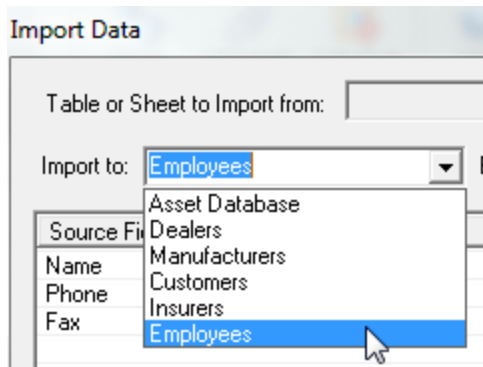 Import Data
Table or Sheet to Import from:
Import to: Employees
Asset Database
Dealers
Manufacturers
Customers
Insurers
Employees
Source Fi
Name
Phone
Fax